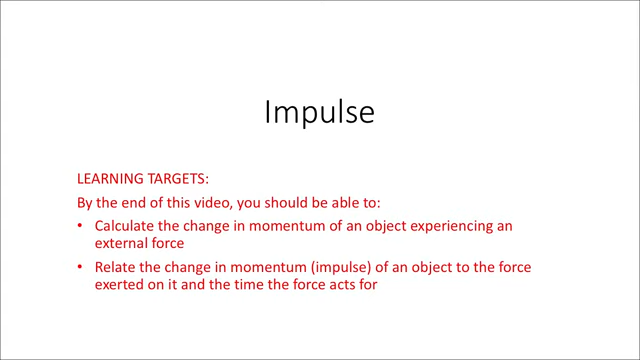 Impulse
LEARNING TARGETS:
By the end of this video, you should be able to:
• Calculate the change in momentum of an object experiencing an
external force
• Relate the change in momentum (impulse) of an object to the force
exerted on it and the time the force acts for